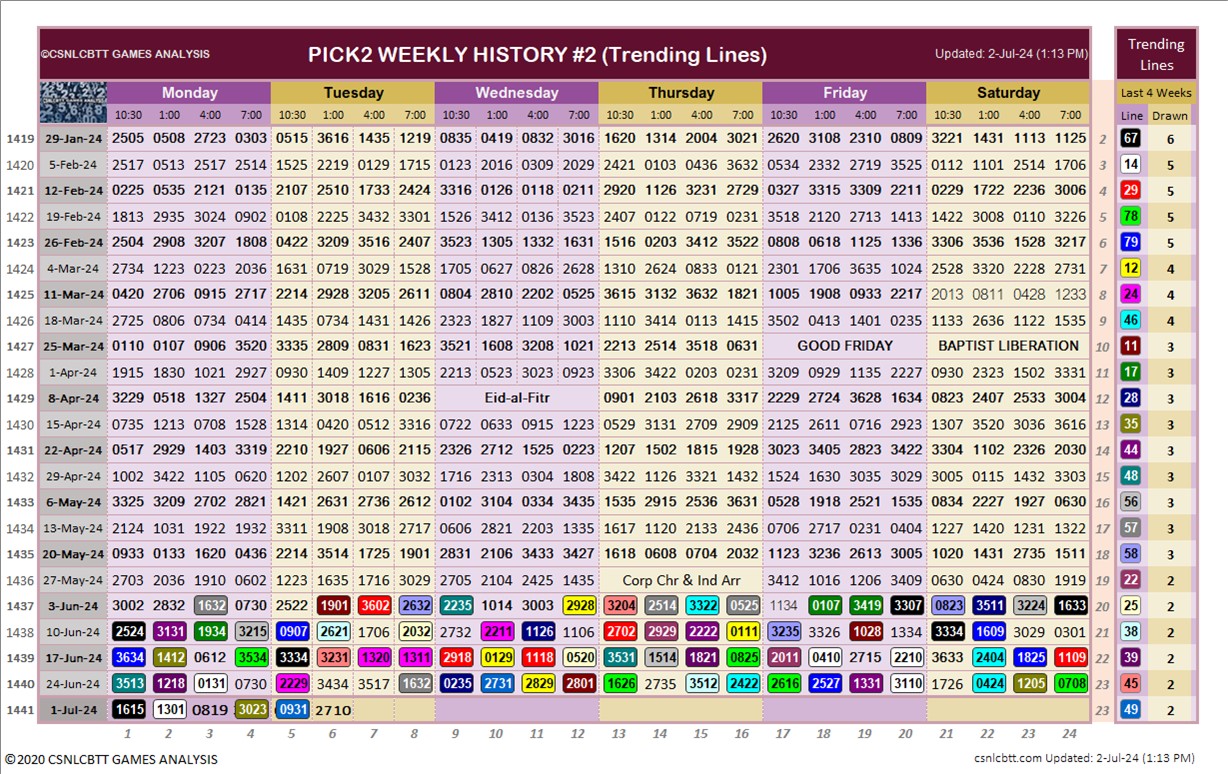 ©CSNLCBTT GAMES ANALYSIS PICK2 WEEKLY HISTORY #2 (Trending Lines) Updated: 2-Jul-24 (1:13 PM) Trending Lines
Monday Tuesday Wednesday Thursday Friday Saturday Last 4 Weeks
10:30 1:00 4:00 7:00 10:30 1:00 4:00 7:00 10:30 1:00 4:00 7:00 10:30 1:00 4:00 7:00 10:30 1:00 4:00 7:00 10:30 1:00 4:00 7:00 Line Drawn
1419 29-Jan-24 2505 0508 2723 0303 0515 3616 1435 1219 0835 0419 0832 3016 1620 1314 2004 3021 2620 3108 2310 0809 3221 1431 1113 1125 2 67 6
1420 5-Feb-24 2517 0513 2517 2514 1525 2219 0129 1715 0123 2016 0309 2029 2421 0103 0436 3632 0534 2332 2719 3525 0112 1101 2514 1706 3 14 5
1421 12-Feb-24 0225 0535 2121 0135 2107 2510 1733 2424 3316 0126 0118 0211 2920 1126 3231 2729 0327 3315 3309 2211 0229 1722 2236 3006 4 29 5
1422 19-Feb-24 1813 2935 3024 0902 0108 2225 3432 3301 1526 3412 0136 3523 2407 0122 0719 0231 3518 2120 2713 1413 1422 3008 0110 3226 5 78 5
1423 26-Feb-24 2504 2908 3207 1808 0422 3209 3516 2407 3523 1305 1332 1631 1516 0203 3412 3522 0808 0618 1125 1336 3306 3536 1528 3217 6 79 5
1424 4-Mar-24 2734 1223 0223 2036 1631 0719 3029 1523 1705 0627 0826 2628 1310 2624 0833 0121 2301 1706 3635 1024 2528 3320 2228 2731 7 12 4
1425 11-Mar-24 0420 2706 0915 2717 2214 2928 3205 2617 0804 2810 2202 0525 3615 3132 3632 1821 1005 1908 0933 2217 2013 0811 0428 1233 8 24 4
1426 18-Mar-24 2725 0806 0734 0414 1435 0734 1431 1426 2323 1827 1109 3003 1110 3414 0113 1415 3502 0413 1401 0235 1133 2636 1122 1535 9 46 4
1427 25-Mar-24 0110 0107 0906 3520 3335 2809 0831 1623 3521 1608 3208 1021 2213 2514 3518 0631 GOOD FRIDAY BAPTIST LIBERATION 10 11 3
1428 1-Apr-24 1915 1830 1021 2927 0930 1409 1227 1305 2213 0523 3023 0923 3306 3422 0203 0231 3209 0929 1135 2227 0930 2323 1502 3331 11 17 3
1429 8-Apr-24 3229 0518 1327 2504 1411 3018 1616 0236 Eid-al-Fitr 0901 2103 2618 3317 2229 2724 3628 1634 0823 2407 2533 3004 12 28 3
1430 15-Apr-24 0735 1213 0708 1528 1314 0420 0512 3319 0722 0633 0915 1223 0529 3131 2709 2909 2125 2611 0716 2923 1307 3520 3036 3616 13 35 3
1431 22-Apr-24 0517 2929 1403 3319 2210 1927 0606 2113 2326 2712 1525 0223 1207 1502 1815 1928 3023 3405 2823 3422 3304 1102 2326 2030 14 44 3
1432 29-Apr-24 1002 3422 1105 0620 1202 2607 0107 3032 1716 2313 0304 1808 3422 1126 3321 1432 1524 1630 3035 3029 3005 0115 1432 3303 15 48 3
1433 6-May-24 3325 3209 2702 2821 1421 2631 2736 2612 0102 3104 0334 3435 1535 2915 2536 3631 0528 1918 2521 1535 0834 2227 1927 0630 16 56 3
1434 13-May-24 2124 1031 1922 1932 3311 1908 3018 2717 0606 2821 2203 1335 1617 1120 2133 2436 0706 2717 0231 0404 1227 1420 1231 1322 17 57 3
1435 20-May-24 0933 0133 1620 0436 2214 3514 1725 1901 2831 2106 3433 3427 1618 0608 0704 2032 1123 3236 2613 3005 1020 1431 2735 1511 18 58 3
1436 27-May-24 2703 2036 1910 0602 1223 1635 1716 3029 2705 2104 2425 1435 Corp Chr & Ind Arr 3412 1016 1206 3409 0630 0424 0830 1919 19 22 2
1437 3-Jun-24 3002 2832 1632 0730 2522 1901 3602 2632 2235 1014 3003 2928 3204 2514 3322 0525 1134 0107 3419 3307 0823 3511 3224 1633 20 25 2
1438 10-Jun-24 2524 3131 1934 3215 0907 2621 1706 2032 2732 2211 1126 1106 2702 2929 2222 0111 3235 3326 1028 1334 3334 1609 3029 0301 21 38 2
1439 17-Jun-24 3634 1412 0612 3534 3334 3231 1320 1311 2918 0129 1118 0520 3531 1514 1821 0825 2011 0410 2715 2210 3633 2404 1825 1109 22 39 2
1440 24-Jun-24 3513 1218 0131 0730 2229 3434 3517 1632 0235 2731 2829 2801 1626 2735 3512 2422 2616 2527 1331 3110 1726 0424 1205 0708 23 45 2
1441 1-Jul-24 1615 1301 0819 3023 0931 2710 23 49 2
1 2 3 4 5 6 7 8 9 10 11 12 13 14 15 16 17 18 19 20 21 22 23 24
©2020 CSNLCBTT GAMES ANALYSIS csnlcbtt.com Updated: 2-Jul-24 (1:13 PM)